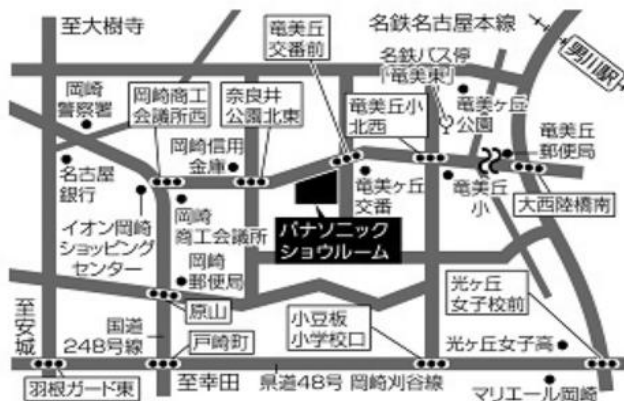 至大樹寺
竜美丘
交番前
名鉄名古屋本線
男川駅
名鉄バス停
「竜美東」
岡崎
警察署
岡崎商工
会議所西
奈良井
公園北東
竜美丘小
北西
竜美ケ丘
公園
竜美丘
郵便局
岡崎信用
金庫
名古屋
銀行
イオン岡崎
ショッピング
センター
岡崎
商工会議所
竜美ケ丘
交番
竜美丘
小
大西陸橋南
パナソニック
ショウルーム
岡崎
郵便局
光ヶ丘
女子校前
至安城
原山
国道
248号線
戸崎町
小豆板
小学校口
光ヶ丘女子高
羽根ガード東
至幸田
県道48号 岡崎刈谷線
マリエール岡崎